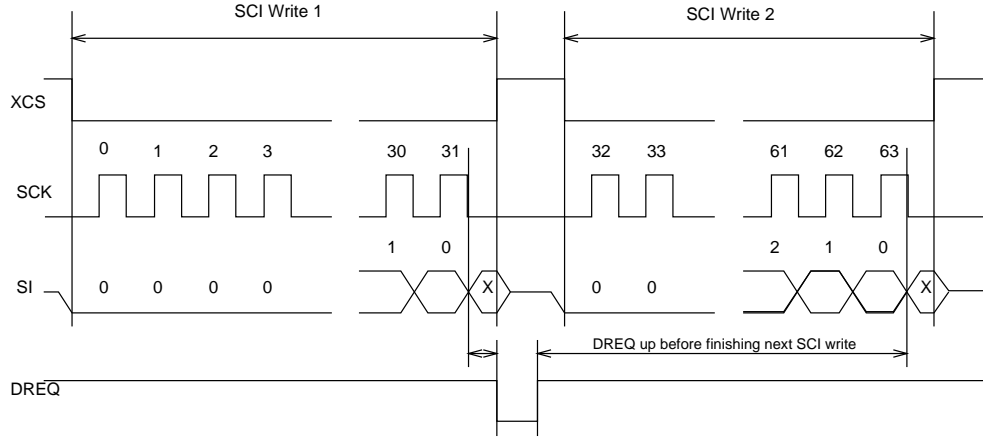 SCI Write 1 SCI Write 2
XCS
0 1 2 3 30 31 32 33 61 62 63
SCK
1 0 2 1 0
SI 0 0 0 0 X 0 0 X
DREQ up before finishing next SCI write
DREQ